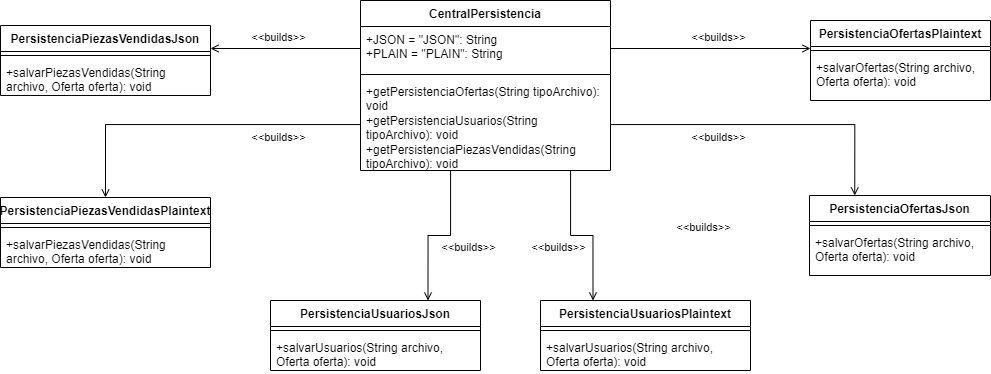 CentralPersistencia
+JSON = "JSON": String
+PLAIN = "PLAIN": String
+getPersistenciaOfertas(String tipoArchivo):
void
+getPersistenciaUsuarios(String
tipoArchivo): void
+getPersistenciaPiezasVendidas(String
tipoArchivo): void
PersistenciaPiezasVendidasJson
+salvarPiezasVendidas(String
archivo, Oferta oferta): void
<<builds>>
<<builds>>
PersistenciaOfertasPlaintext
+salvarOfertas(String archivo,
Oferta oferta): void
<<builds>>
<<builds>>
PersistenciaPiezasVendidasPlaintext
+salvarPiezasVendidas(String
archivo, Oferta oferta): void
PersistenciaOfertasJson
+salvarOfertas(String archivo,
Oferta oferta): void
<<builds>>
<<builds>>
<<builds>>
PersistenciaUsuariosJson
+salvarUsuarios(String archivo,
Oferta oferta): void
PersistenciaUsuariosPlaintext
+salvarUsuarios(String archivo,
Oferta oferta): void